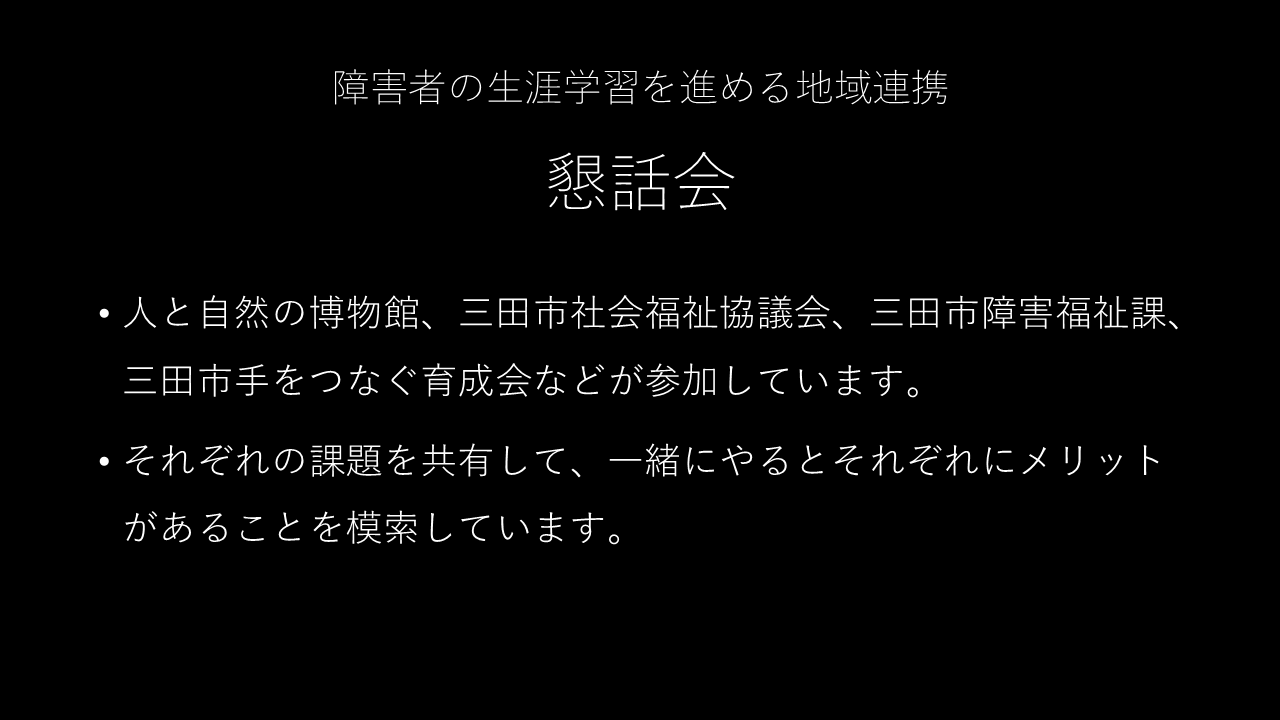 障害者の生涯学習を進める地域連携
懇話会
• 人と自然の博物館、三田市社会福祉協議会、三田市障害福祉課、
三田市手をつなぐ育成会などが参加しています。
• それぞれの課題を共有して、一緒にやるとそれぞれにメリット
があることを模索しています。